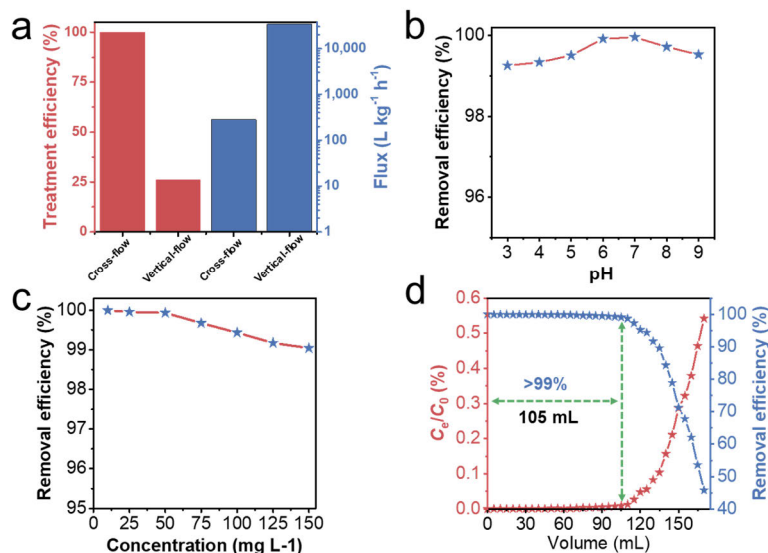 a
Treatment efficiency (%)
100
75
50
25
0
Flux (L kg⁻¹ h⁻¹)
10,000
1,000
100
10
1
Cross-flow
Vertical-flow
Cross-flow
Vertical-flow
b
Removal efficiency (%)
100
98
96
3 4 5 6 7 8 9
pH
c
Removal efficiency (%)
100
99
98
97
96
95
0 25 50 75 100 125 150
Concentration (mg L-1)
d
Cₑ/C₀ (%)
0.6
0.5
0.4
0.3
0.2
0.1
0.0
>99%
105 mL
Removal efficiency (%)
100
90
80
70
60
50
40
0 30 60 90 120 150
Volume (mL)